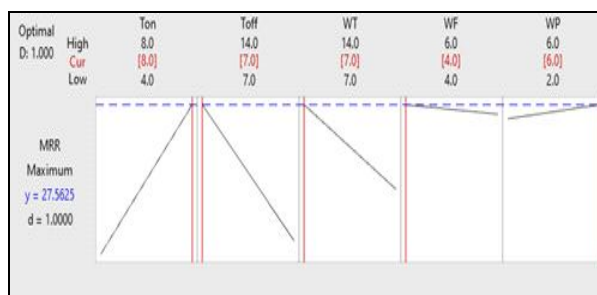 Optimal
D: 1.000
High
Cur
Low
Ton
8.0
[8.0]
4.0
Toff
14.0
[7.0]
7.0
WT
14.0
[7.0]
7.0
WF
6.0
[4.0]
4.0
WP
6.0
[6.0]
2.0
MRR
Maximum
y = 27.5625
d = 1.0000